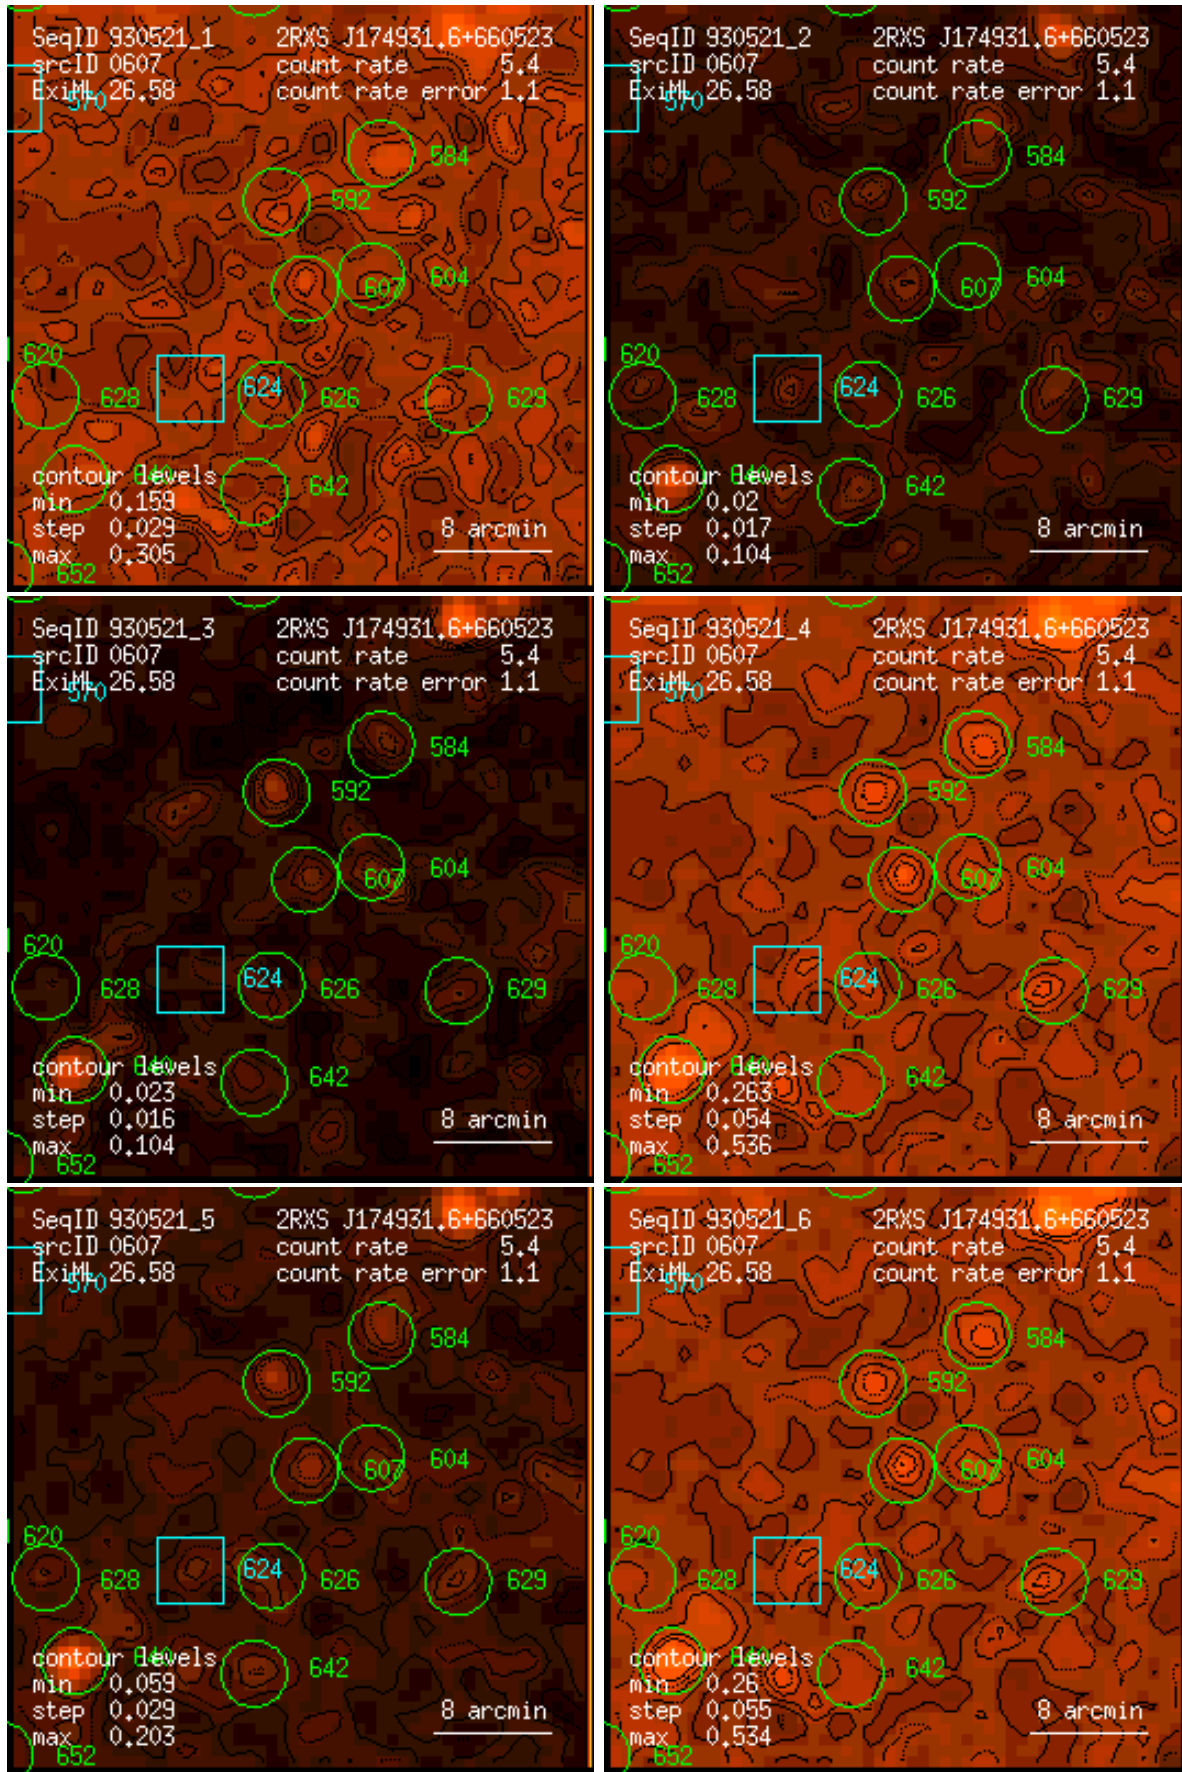 SeqID 930521_1 2RXS J174931.6+660523
srcID 0607 count rate 5.4
ExiML 26.58 count rate error 1.1
570
584
592
604
607
620
624
628 626 629
contour levels
642
min 0.159
step 0.029 8 arcmin
max 0.305
652
SeqID 930521_2 2RXS J174931.6+660523
srcID 0607 count rate 5.4
ExiML 26.58 count rate error 1.1
570
584
592
604
607
620
624
628 626 629
contour levels
642
min 0.02
step 0.017 8 arcmin
max 0.104
652
SeqID 930521_3 2RXS J174931.6+660523
srcID 0607 count rate 5.4
ExiML 26.58 count rate error 1.1
570
584
592
604
607
620
624
628 626 629
contour levels
642
min 0.023
step 0.016 8 arcmin
max 0.104
652
SeqID 930521_4 2RXS J174931.6+660523
srcID 0607 count rate 5.4
ExiML 26.58 count rate error 1.1
570
584
592
604
607
620
624
628 626 629
contour levels
642
min 0.263
step 0.054 8 arcmin
max 0.536
652
SeqID 930521_5 2RXS J174931.6+660523
srcID 0607 count rate 5.4
ExiML 26.58 count rate error 1.1
570
584
592
604
607
620
624
628 626 629
contour levels
642
min 0.059
step 0.029 8 arcmin
max 0.203
652
SeqID 930521_6 2RXS J174931.6+660523
srcID 0607 count rate 5.4
ExiML 26.58 count rate error 1.1
570
584
592
604
607
620
624
628 626 629
contour levels
642
min 0.26
step 0.055 8 arcmin
max 0.534
652